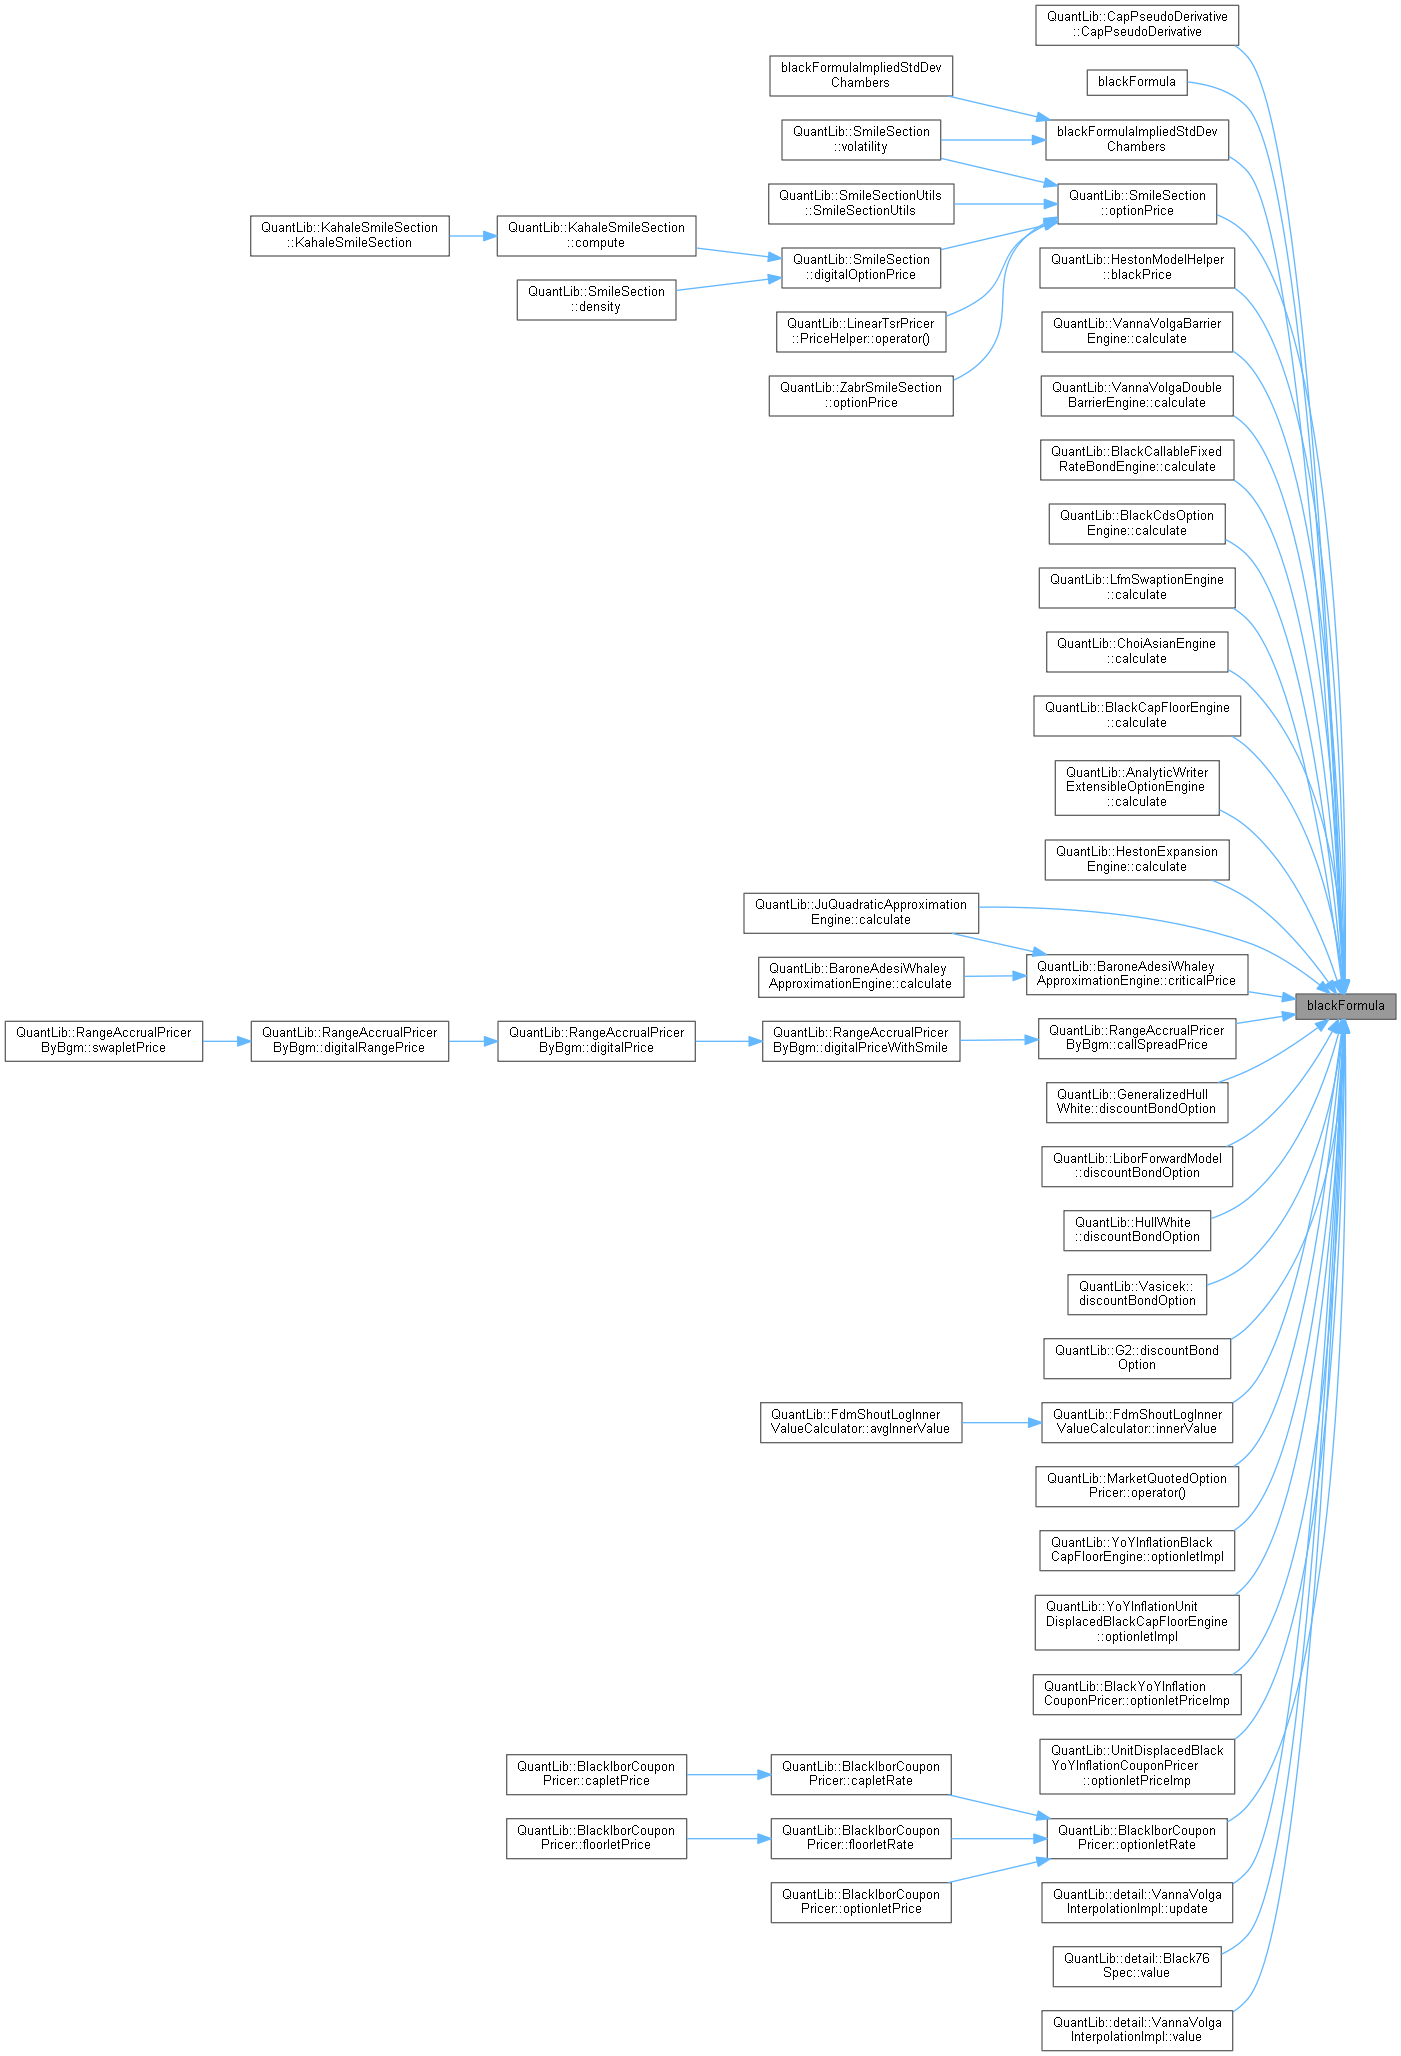 QuantLib::CapPseudoDerivative
::CapPseudoDerivative
blackFormula
blackFormulaImpliedStdDev
Chambers
blackFormulaImpliedStdDev
Chambers
QuantLib::SmileSection
::volatility
QuantLib::SmileSection
::optionPrice
QuantLib::SmileSectionUtils
::SmileSectionUtils
QuantLib::KahaleSmileSection
::KahaleSmileSection
QuantLib::KahaleSmileSection
::compute
QuantLib::SmileSection
::digitalOptionPrice
QuantLib::SmileSection
::density
QuantLib::LinearTsrPricer
::PriceHelper::operator()
QuantLib::ZabrSmileSection
::optionPrice
QuantLib::HestonModelHelper
::blackPrice
QuantLib::VannaVolgaBarrier
Engine::calculate
QuantLib::VannaVolgaDouble
BarrierEngine::calculate
QuantLib::BlackCallableFixed
RateBondEngine::calculate
QuantLib::BlackCdsOption
Engine::calculate
QuantLib::LfmSwaptionEngine
::calculate
QuantLib::ChoiAsianEngine
::calculate
QuantLib::BlackCapFloorEngine
::calculate
QuantLib::AnalyticWriter
ExtensibleOptionEngine
::calculate
QuantLib::HestonExpansion
Engine::calculate
QuantLib::JuQuadraticApproximation
Engine::calculate
QuantLib::BaroneAdesiWhaley
ApproximationEngine::calculate
QuantLib::BaroneAdesiWhaley
ApproximationEngine::criticalPrice
blackFormula
QuantLib::RangeAccrualPricer
ByBgm::swapletPrice
QuantLib::RangeAccrualPricer
ByBgm::digitalRangePrice
QuantLib::RangeAccrualPricer
ByBgm::digitalPrice
QuantLib::RangeAccrualPricer
ByBgm::digitalPriceWithSmile
QuantLib::RangeAccrualPricer
ByBgm::callSpreadPrice
QuantLib::GeneralizedHull
White::discountBondOption
QuantLib::LiborForwardModel
::discountBondOption
QuantLib::HullWhite
::discountBondOption
QuantLib::Vasicek::
discountBondOption
QuantLib::G2::discountBond
Option
QuantLib::FdmShoutLogInner
ValueCalculator::avgInnerValue
QuantLib::FdmShoutLogInner
ValueCalculator::innerValue
QuantLib::MarketQuotedOption
Pricer::operator()
QuantLib::YoYInflationBlack
CapFloorEngine::optionletImpl
QuantLib::YoYInflationUnit
DisplacedBlackCapFloorEngine
::optionletImpl
QuantLib::BlackYoYInflation
CouponPricer::optionletPriceImp
QuantLib::UnitDisplacedBlack
YoYInflationCouponPricer
::optionletPriceImp
QuantLib::BlackIborCoupon
Pricer::capletPrice
QuantLib::BlackIborCoupon
Pricer::capletRate
QuantLib::BlackIborCoupon
Pricer::floorletPrice
QuantLib::BlackIborCoupon
Pricer::floorletRate
QuantLib::BlackIborCoupon
Pricer::optionletRate
QuantLib::BlackIborCoupon
Pricer::optionletPrice
QuantLib::detail::VannaVolga
InterpolationImpl::update
QuantLib::detail::Black76
Spec::value
QuantLib::detail::VannaVolga
InterpolationImpl::value